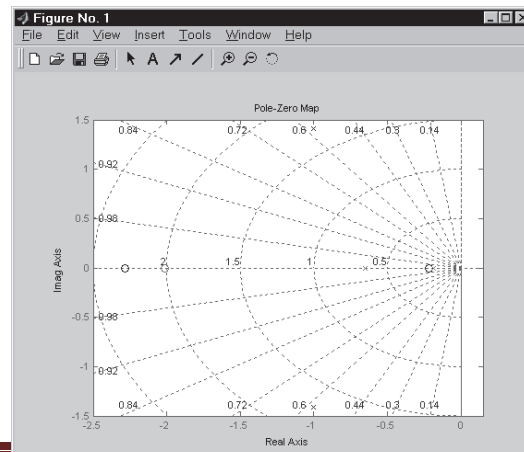 Figure No. 1
File Edit View Insert Tools Window Help
A
Pole-Zero Map
1.5
1
0.5
0
-0.5
-1
-1.5
Imag Axis
0.84 0.72 0.6 0.44 0.3 0.14
0.92
0.98
2 1.5 1 0.5
0.98
0.92
0.84 0.72 0.6 0.44 0.3 0.14
-2.5 -2 -1.5 -1 -0.5 0
Real Axis